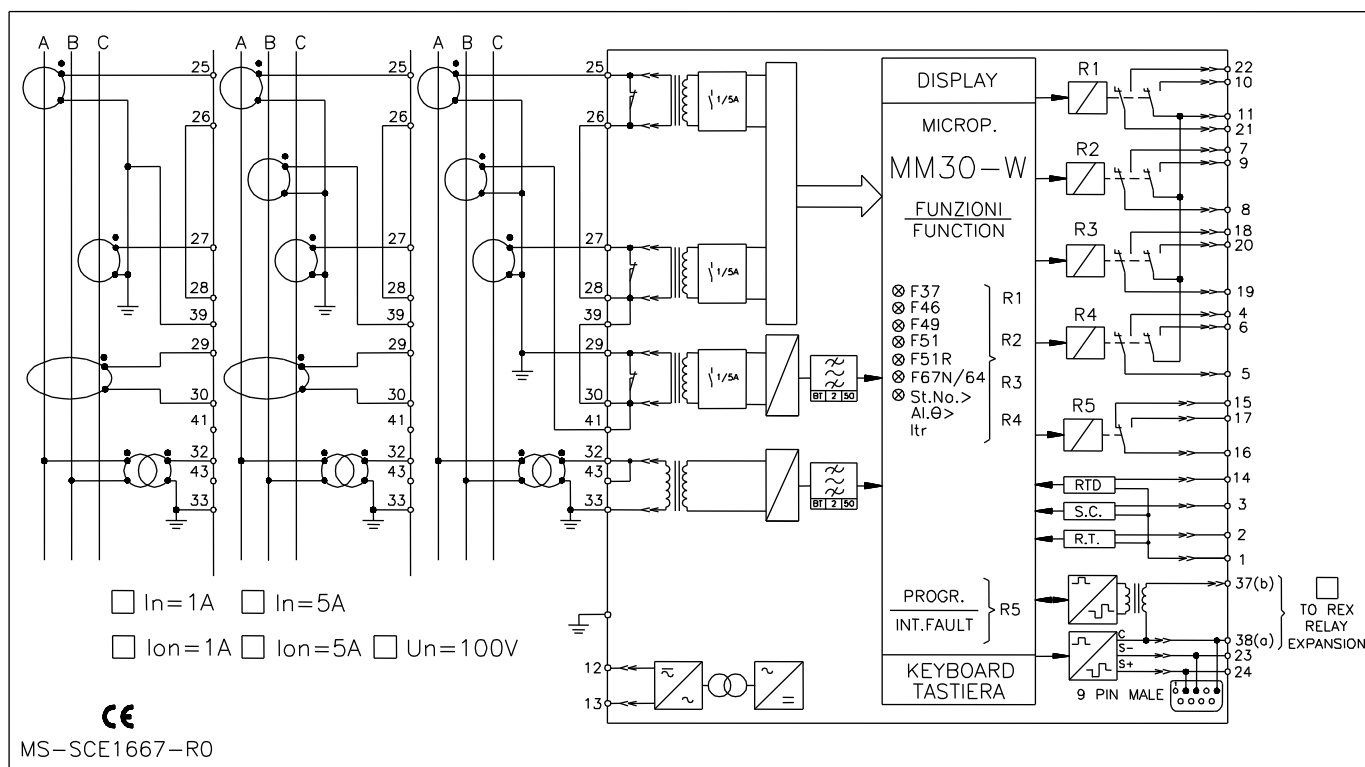 A B C
A B C
A B C
25
26
27
28
39
29
30
41
32
43
33
25
26
27
28
39
29
30
41
32
43
33
25
26
27
28
39
29
30
41
32
43
33
12
13
1/5A
1/5A
1/5A
BT 2 50
BT 2 50
DISPLAY
MICROP.
MM30-W
FUNZIONI
FUNCTION
F37
F46
F49
F51
F51R
F67N/64
St.No.>
Al.θ>
Itr
R1
R2
R3
R4
PROGR.
INT.FAULT
R5
KEYBOARD
TASTIERA
R1
R2
R3
R4
R5
RTD
S.C.
R.T.
C
S-
S+
9 PIN MALE
1
22
10
11
21
7
9
8
18
20
19
4
6
5
15
17
16
14
3
2
1
37(b)
38(a)
23
24
TO REX
RELAY
EXPANSION
In=1A In=5A
Ion=1A Ion=5A Un=100V
CE
MS-SCE1667-R0